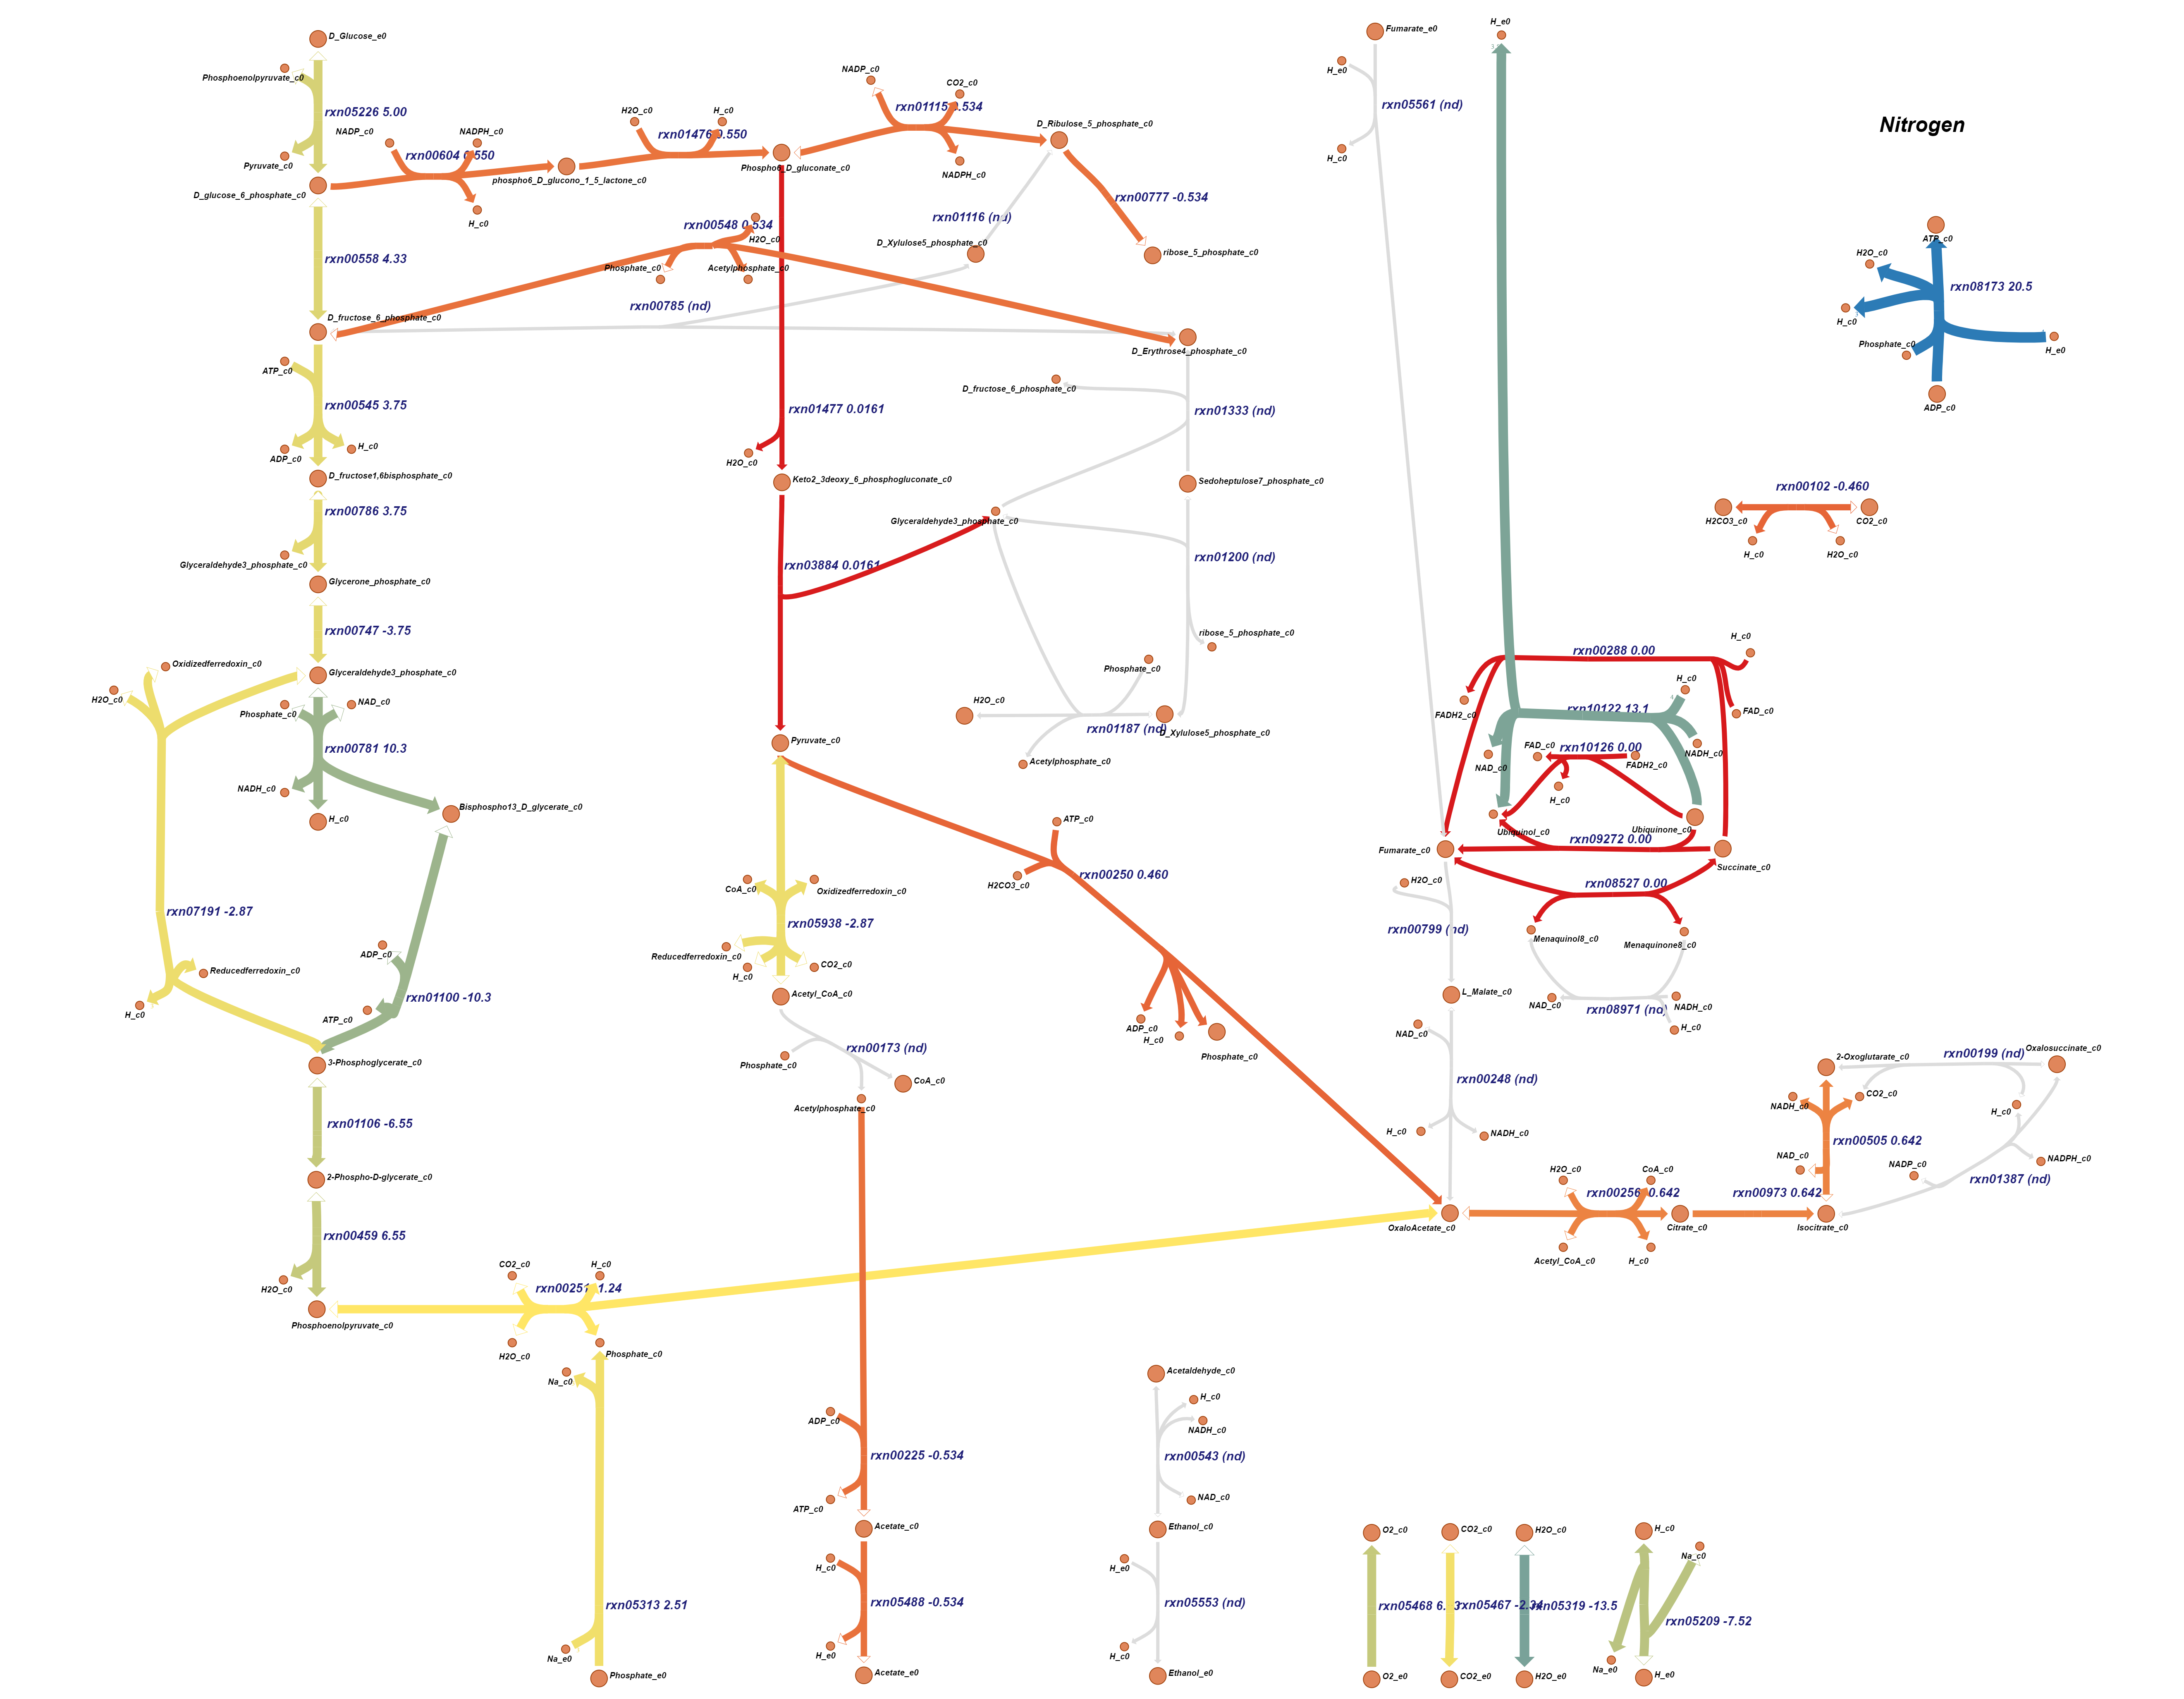 D_Glucose_e0
Phosphoenolpyruvate_c0
rxn05226 5.00
Pyruvate_c0
D_glucose_6_phosphate_c0
NADP_c0
NADPH_c0
rxn00604 0.550
H_c0
phospho6_D_glucono_1_5_lactone_c0
H2O_c0
H_c0
rxn01476 0.550
Phospho6_D_gluconate_c0
NADP_c0
CO2_c0
rxn01115 0.534
NADPH_c0
D_Ribulose_5_phosphate_c0
rxn00777 -0.534
ribose_5_phosphate_c0
rxn01116 (nd)
D_Xylulose5_phosphate_c0
rxn00548 0.534
H2O_c0
Phosphate_c0
Acetylphosphate_c0
rxn00785 (nd)
rxn00558 4.33
D_fructose_6_phosphate_c0
D_Erythrose4_phosphate_c0
ATP_c0
rxn00545 3.75
ADP_c0
H_c0
D_fructose1,6bisphosphate_c0
rxn00786 3.75
Glyceraldehyde3_phosphate_c0
Glycerone_phosphate_c0
rxn00747 -3.75
Glyceraldehyde3_phosphate_c0
Oxidizedferredoxin_c0
H2O_c0
Phosphate_c0
NAD_c0
rxn00781 10.3
NADH_c0
H_c0
Bisphospho13_D_glycerate_c0
rxn07191 -2.87
Reducedferredoxin_c0
H_c0
ADP_c0
ATP_c0
rxn01100 -10.3
3-Phosphoglycerate_c0
rxn01106 -6.55
2-Phospho-D-glycerate_c0
rxn00459 6.55
H2O_c0
Phosphoenolpyruvate_c0
CO2_c0
H_c0
H2O_c0
Phosphate_c0
Na_c0
rxn05313 2.51
Na_e0
Phosphate_e0
rxn01477 0.0161
H2O_c0
Keto2_3deoxy_6_phosphogluconate_c0
rxn03884 0.0161
Pyruvate_c0
D_fructose_6_phosphate_c0
rxn01333 (nd)
Sedoheptulose7_phosphate_c0
Glyceraldehyde3_phosphate_c0
rxn01200 (nd)
ribose_5_phosphate_c0
Phosphate_c0
H2O_c0
rxn01187 (nd)
D_Xylulose5_phosphate_c0
Acetylphosphate_c0
CoA_c0
Oxidizedferredoxin_c0
rxn05938 -2.87
Reducedferredoxin_c0
H_c0
CO2_c0
Acetyl_CoA_c0
rxn00173 (nd)
Phosphate_c0
CoA_c0
Acetylphosphate_c0
ATP_c0
H2CO3_c0
rxn00250 0.460
ADP_c0
H_c0
Phosphate_c0
ADP_c0
rxn00225 -0.534
ATP_c0
Acetate_c0
H_c0
rxn05488 -0.534
H_e0
Acetate_e0
Acetaldehyde_c0
H_c0
NADH_c0
rxn00543 (nd)
NAD_c0
Ethanol_c0
H_e0
rxn05553 (nd)
H_c0
Ethanol_e0
Fumarate_e0
H_e0
rxn05561 (nd)
H_c0
H_e0
H_c0
rxn00288 0.00
FADH2_c0
FAD_c0
H_c0
rxn10122 13.1
NAD_c0
NADH_c0
FAD_c0
rxn10126 0.00
FADH2_c0
H_c0
Ubiquinol_c0
Ubiquinone_c0
rxn09272 0.00
Fumarate_c0
Succinate_c0
rxn08527 0.00
Menaquinol8_c0
Menaquinone8_c0
NAD_c0
NADH_c0
rxn08971 (nd)
H_c0
H2O_c0
rxn00799 (nd)
L_Malate_c0
NAD_c0
rxn00248 (nd)
H_c0
NADH_c0
OxaloAcetate_c0
H2O_c0
CoA_c0
Acetyl_CoA_c0
H_c0
Citrate_c0
rxn00973 0.642
Isocitrate_c0
2-Oxoglutarate_c0
NADH_c0
CO2_c0
rxn00505 0.642
NAD_c0
rxn00199 (nd)
Oxalosuccinate_c0
H_c0
NADP_c0
NADPH_c0
rxn01387 (nd)
Nitrogen
ATP_c0
H2O_c0
rxn08173 20.5
H_c0
Phosphate_c0
H_e0
ADP_c0
rxn00102 -0.460
H2CO3_c0
CO2_c0
H_c0
H2O_c0
O2_c0
CO2_c0
H2O_c0
H_c0
Na_c0
rxn05468
rxn05467
rxn05319 -13.5
rxn05209 -7.52
Na_e0
O2_e0
CO2_e0
H2O_e0
H_e0